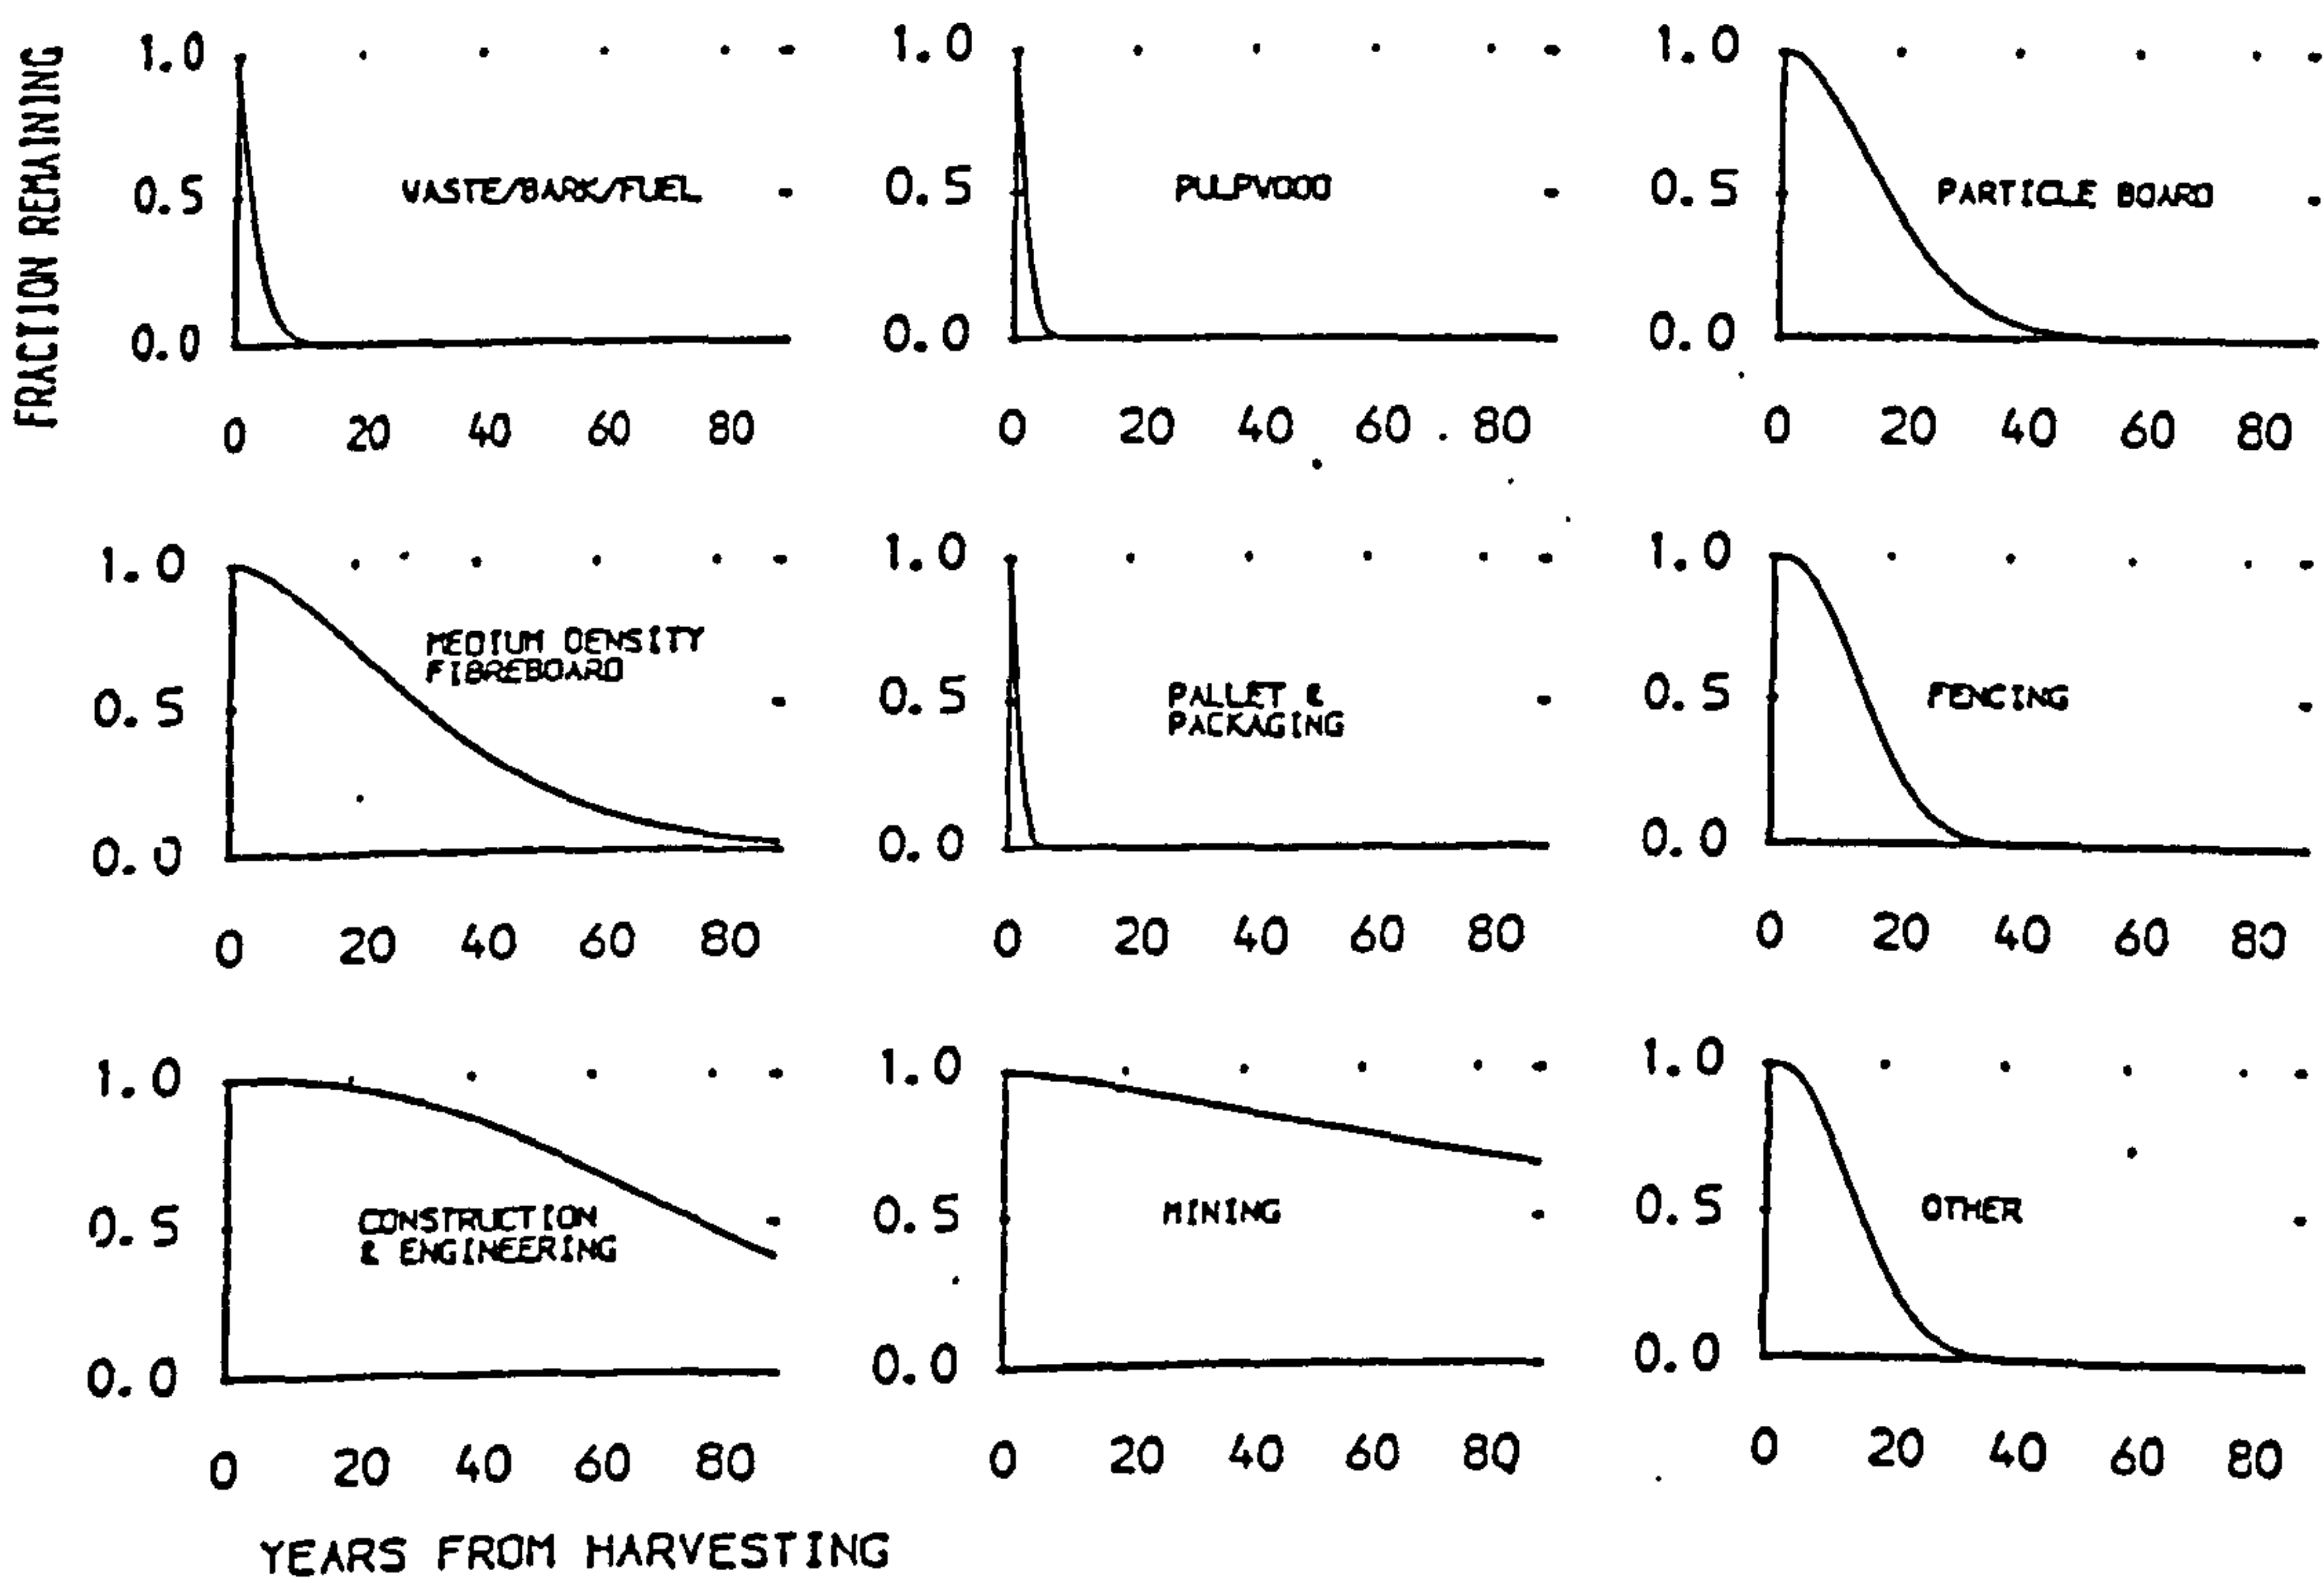 FRACTION REMAINING
1.0 1.0 1.0
0.5 WASTE/BARK/FUEL 0.5 PULPWOOD 0.5 PARTICLE BOARD
0.0 0.0 0.0
0 20 40 60 80 0 20 40 60 80 0 20 40 60 80
1.0 1.0 1.0
MEDIUM DENSITY
FIBREBOARD
0.5 0.5 PALLET &
PACKAGING
0.5 FENCING
0.0 0.0 0.0
0 20 40 60 80 0 20 40 60 80 0 20 40 60 80
1.0 1.0 1.0
0.5 CONSTRUCTION
& ENGINEERING
0.5 MINING 0.5 OTHER
0.0 0.0 0.0
0 20 40 60 80 0 20 40 60 80 0 20 40 60 80
YEARS FROM HARVESTING